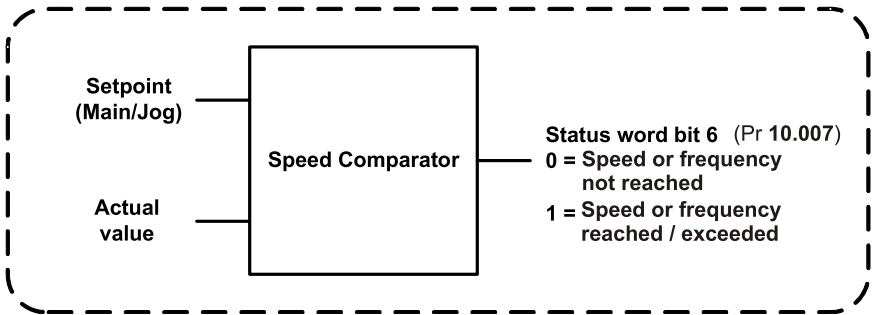 Setpoint
(Main/Jog)
Actual
value
Speed Comparator
Status word bit 6 (Pr 10.007)
0 = Speed or frequency
not reached
1 = Speed or frequency
reached / exceeded